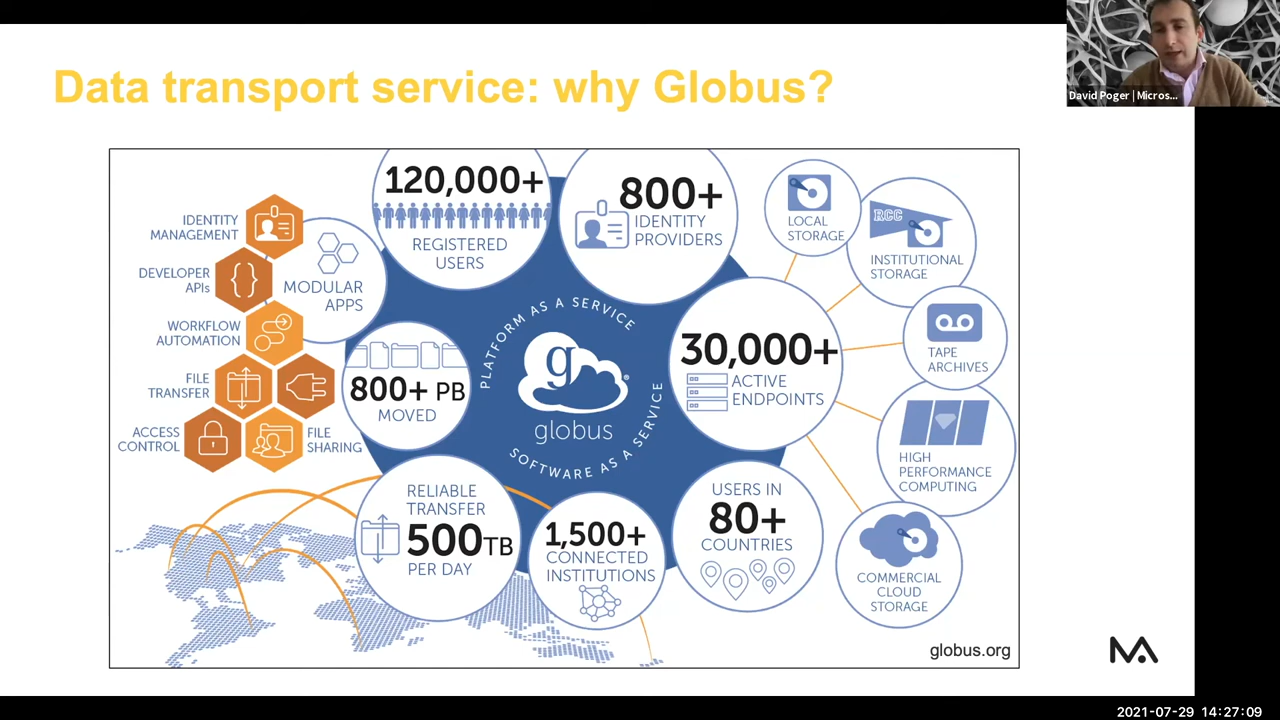 Data transport service: why Globus?
David Poger | Micros...
120,000+
REGISTERED
USERS
800+
IDENTITY
PROVIDERS
LOCAL
STORAGE
RCC
INSTITUTIONAL
STORAGE
IDENTITY
MANAGEMENT
DEVELOPER
APIs
MODULAR
APPS
WORKFLOW
AUTOMATION
FILE
TRANSFER
ACCESS
CONTROL
FILE
SHARING
800+ PB
MOVED
PLATFORM AS A SERVICE
g
®
globus
SOFTWARE AS A SERVICE
30,000+
ACTIVE
ENDPOINTS
TAPE
ARCHIVES
HIGH
PERFORMANCE
COMPUTING
RELIABLE
TRANSFER
500TB
PER DAY
1,500+
CONNECTED
INSTITUTIONS
USERS IN
80+
COUNTRIES
COMMERCIAL
CLOUD
STORAGE
globus.org
MA
2021-07-29 14:27:09